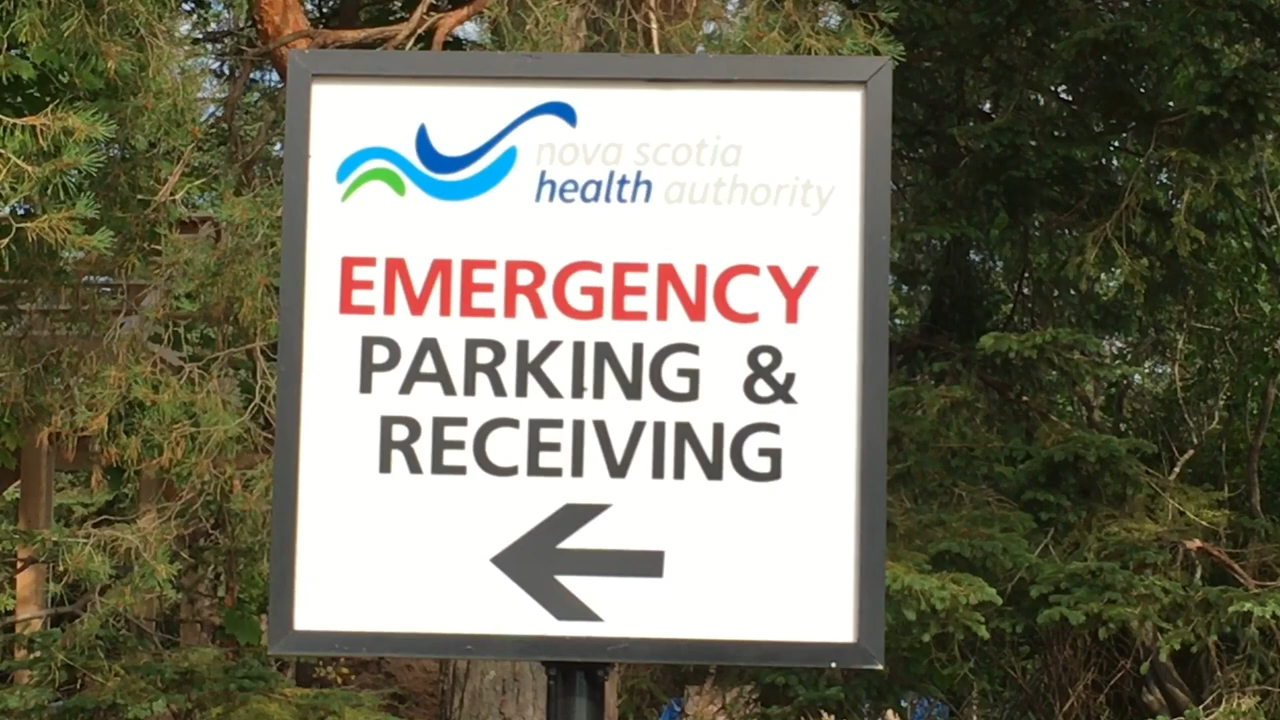 nova scotia
health authority
EMERGENCY
PARKING &
RECEIVING